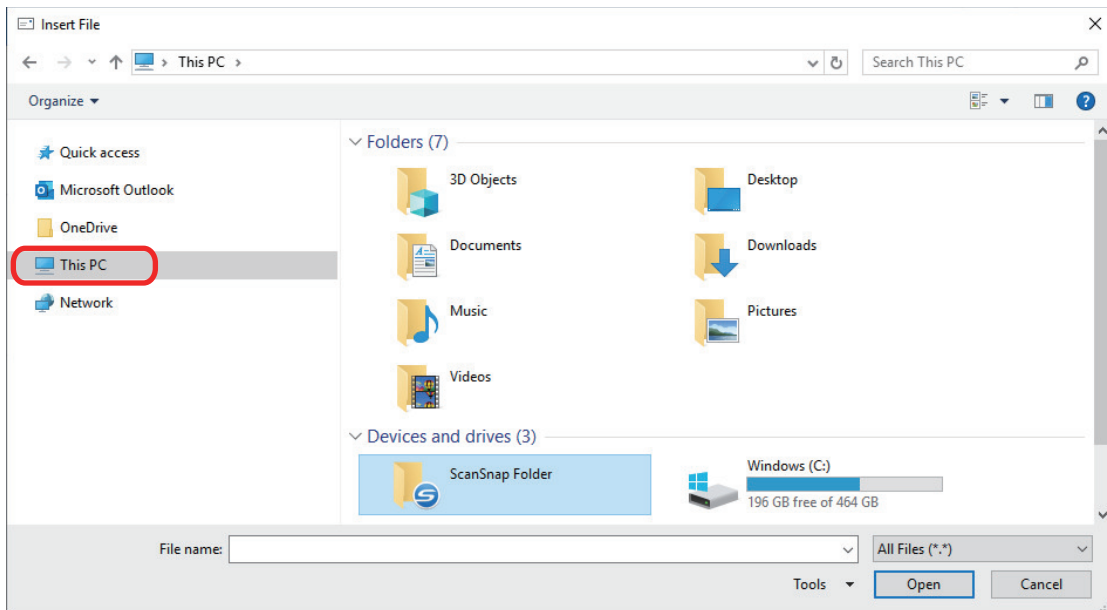 Insert File
This PC
Search This PC
Organize
Quick access
Microsoft Outlook
OneDrive
This PC
Network
Folders (7)
3D Objects
Desktop
Documents
Downloads
Music
Pictures
Videos
Devices and drives (3)
ScanSnap Folder
Windows (C:)
196 GB free of 464 GB
File name:
All Files (*.*)
Tools
Open
Cancel